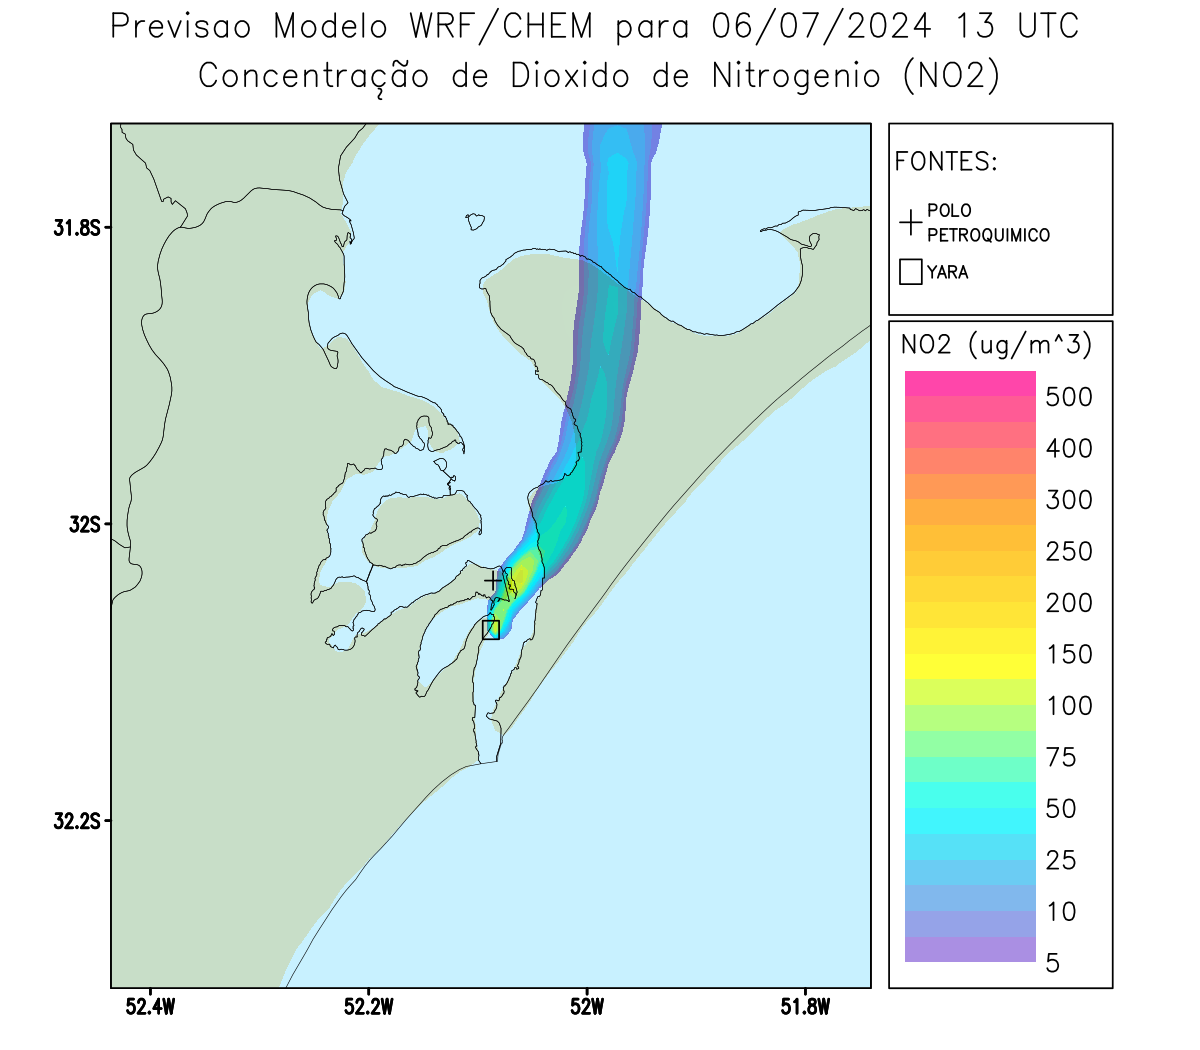 Previsao Modelo WRF/CHEM para 06/07/2024 13 UTC
Concentração de Dioxido de Nitrogenio (NO2)
FONTES:
POLO
PETROQUIMICO
YARA
31.8S
32S
32.2S
52.4W
52.2W
52W
51.8W
NO2 (ug/m^3)
500
400
300
250
200
150
100
75
50
25
10
5